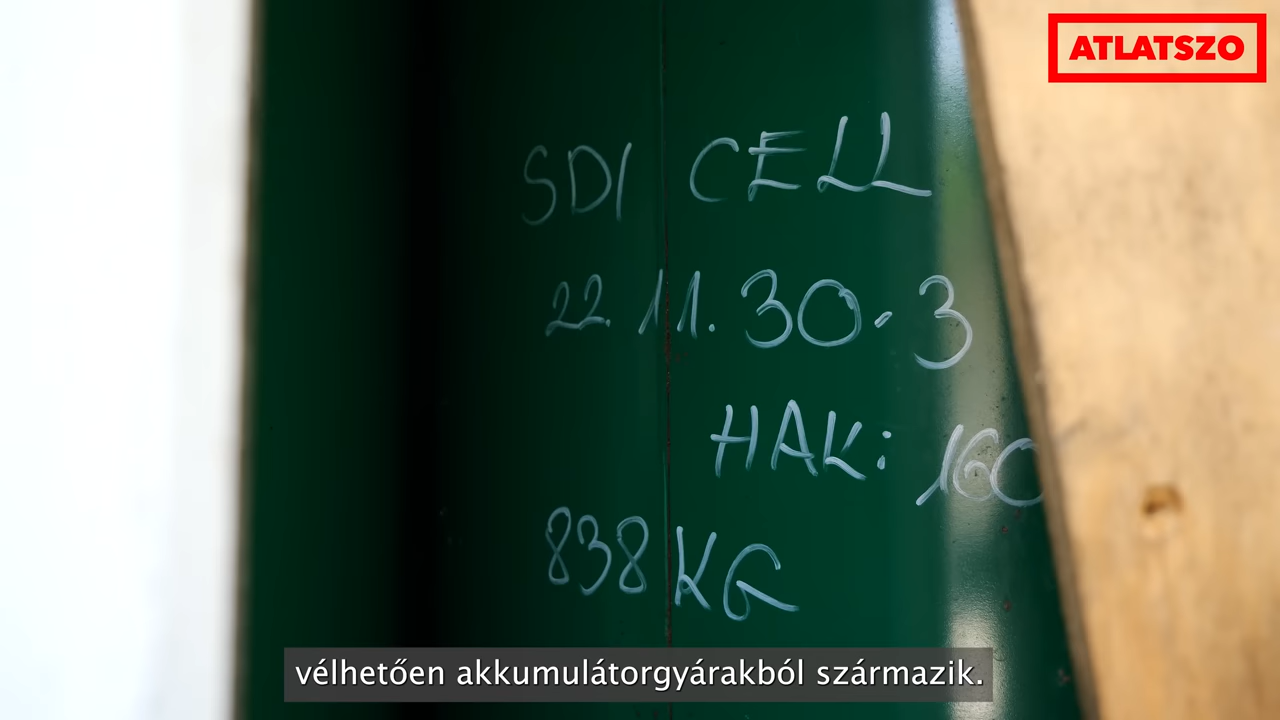 ATLATSZO
SDI CELL
22.11.30.3
HAK: 160
838 KG
vélhetően akkumulátorgyárakból származik.